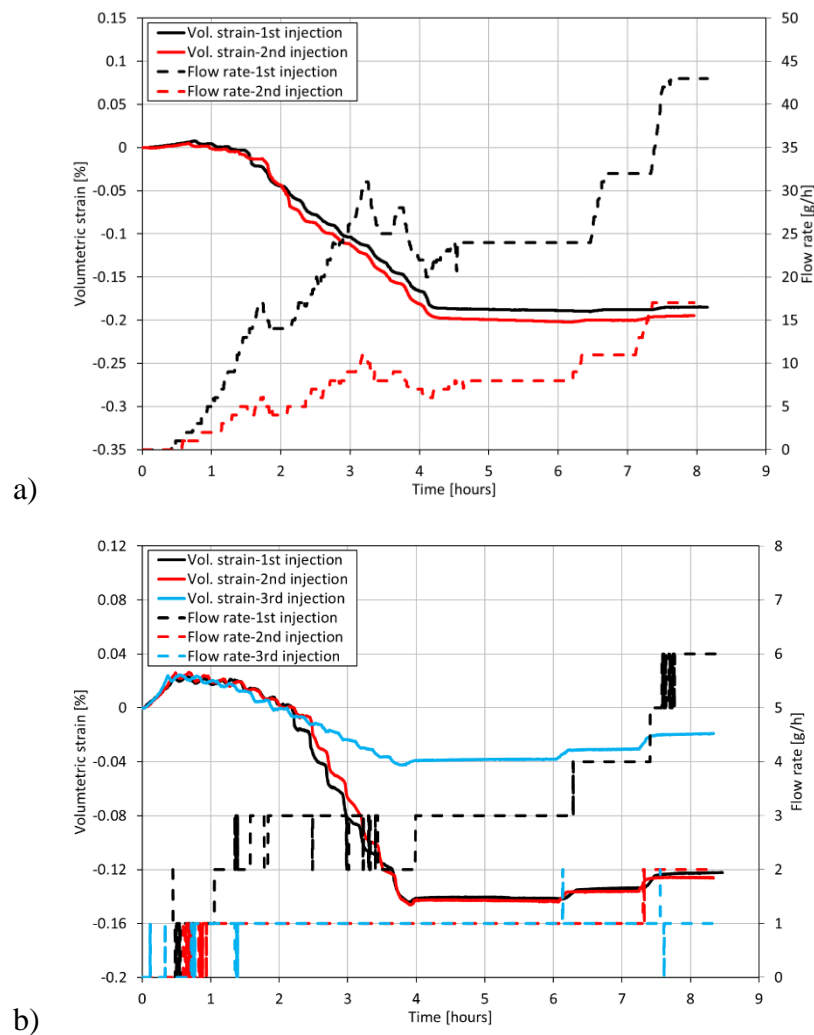 0.15
0.1
0.05
0
-0.05
-0.1
-0.15
-0.2
-0.25
-0.3
-0.35
Volumtetric strain [%]
Vol. strain-1st injection
Vol. strain-2nd injection
Flow rate-1st injection
Flow rate-2nd injection
50
45
40
35
30
25
20
15
10
5
0
Flow rate [g/h]
0 1 2 3 4 5 6 7 8 9
Time [hours]
a)
0.12
0.08
0.04
0
-0.04
-0.08
-0.12
-0.16
-0.2
Volumtetric strain [%]
Vol. strain-1st injection
Vol. strain-2nd injection
Vol. strain-3rd injection
Flow rate-1st injection
Flow rate-2nd injection
Flow rate-3rd injection
8
7
6
5
4
3
2
1
0
Flow rate [g/h]
0 1 2 3 4 5 6 7 8 9
Time [hours]
b)